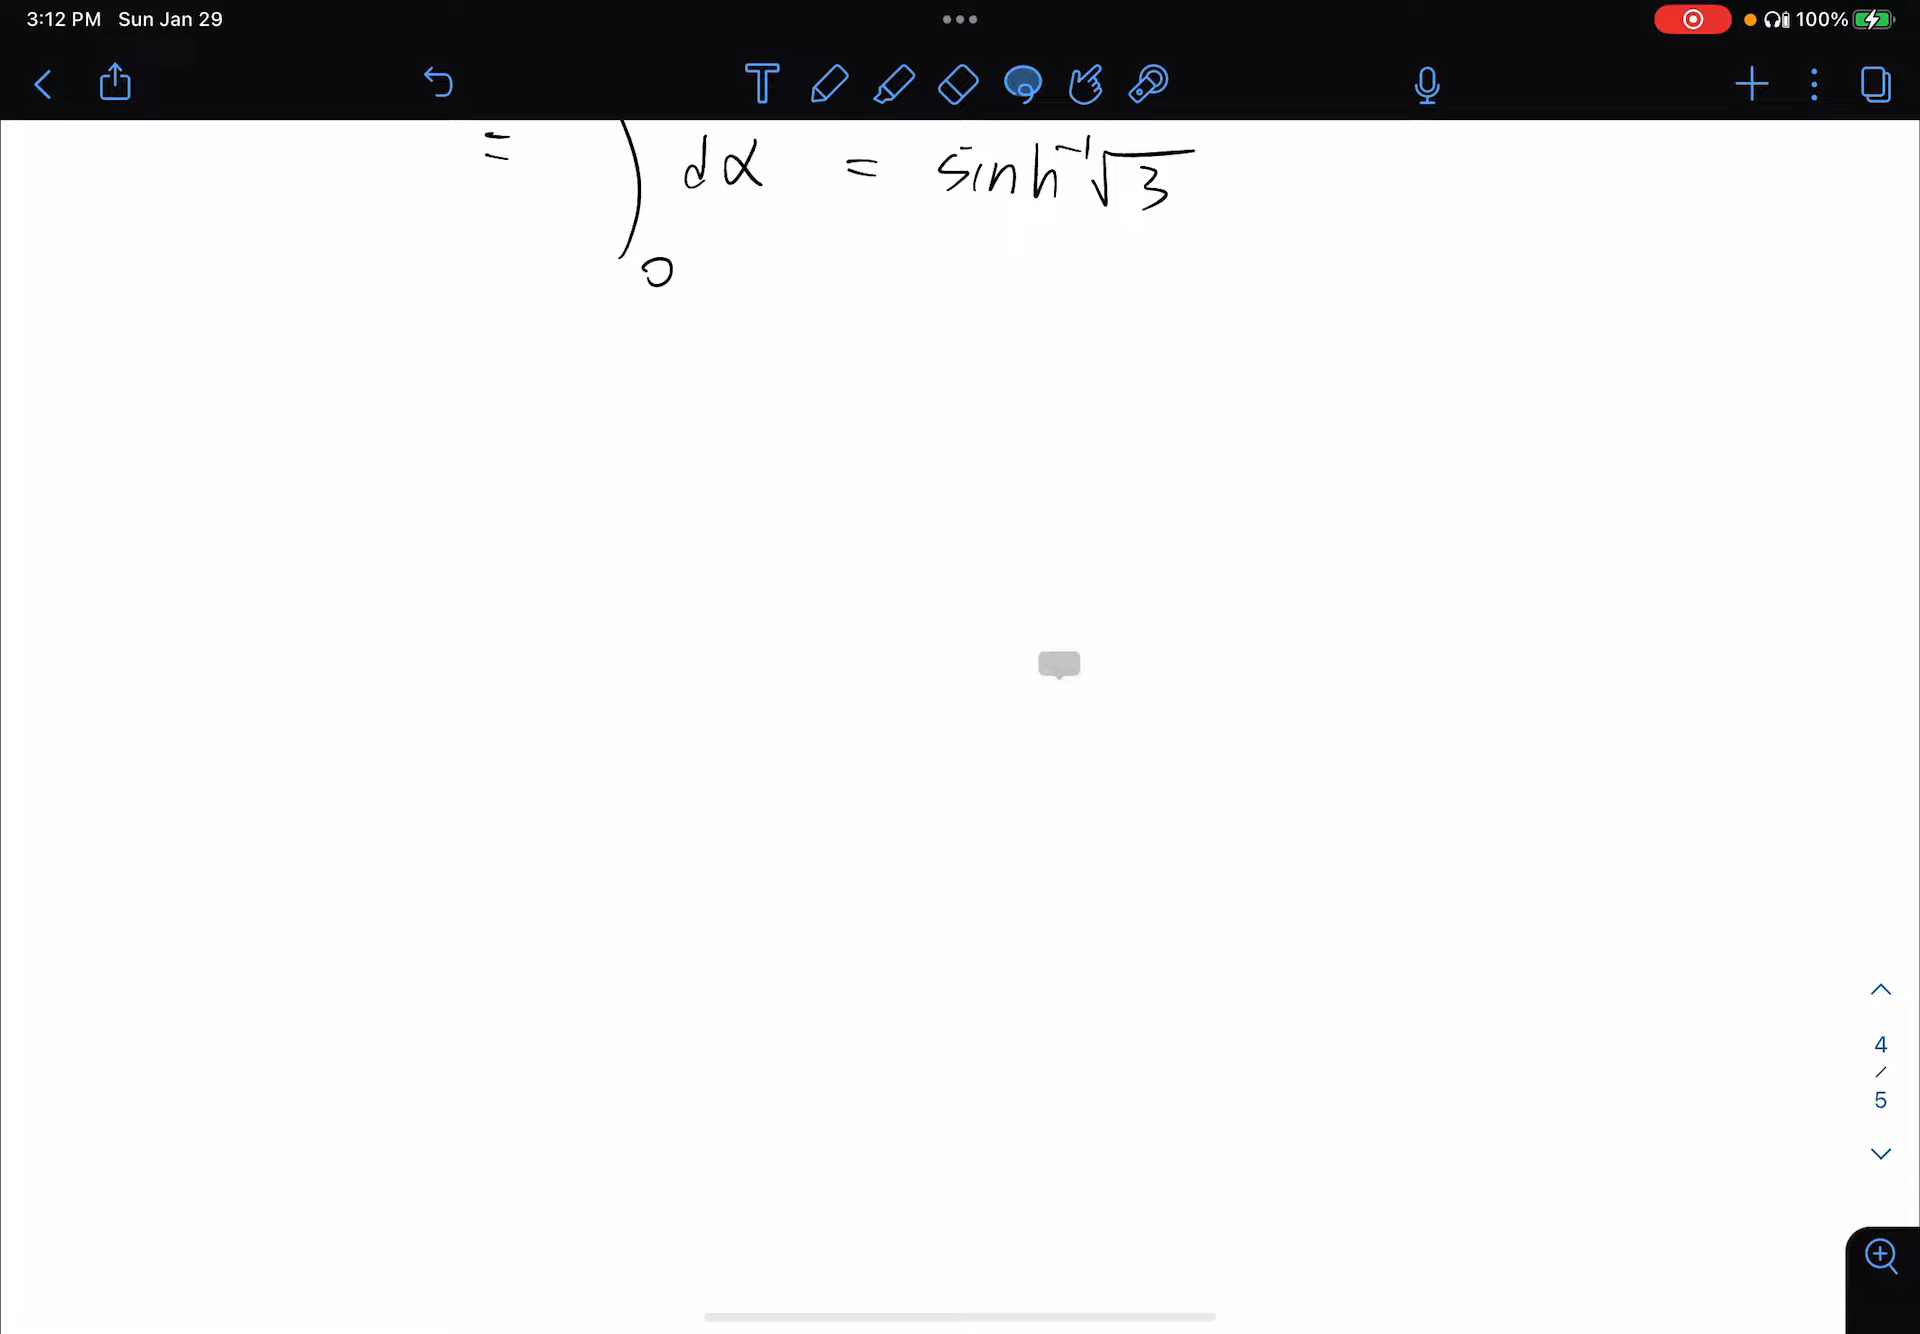 3:12 PM Sun Jan 29
100%
= ∫ dα = sinh⁻¹√3
0
4
/
5